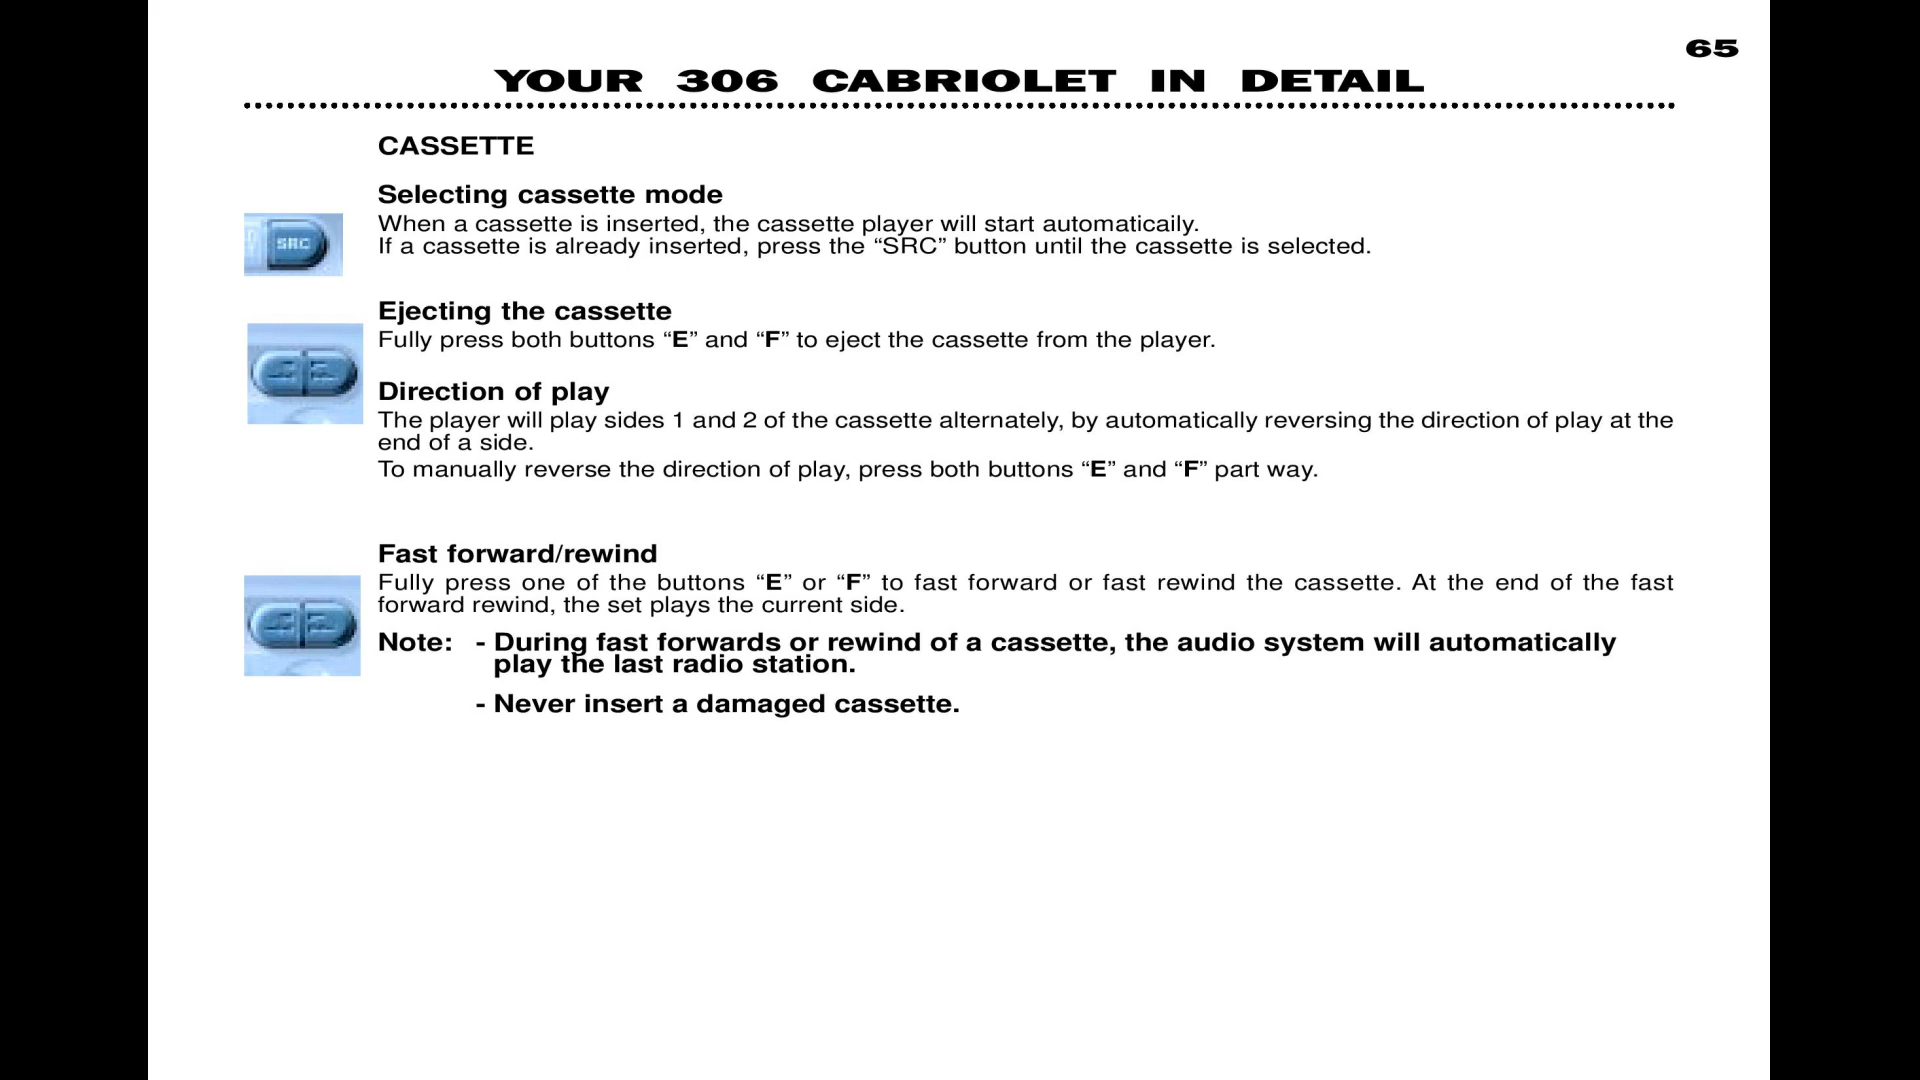 65
YOUR 306 CABRIOLET IN DETAIL
CASSETTE
Selecting cassette mode
When a cassette is inserted, the cassette player will start automaticaily.
If a cassette is already inserted, press the “SRC” button until the cassette is selected.
SRC
Ejecting the cassette
Fully press both buttons “E” and “F” to eject the cassette from the player.
Direction of play
The player will play sides 1 and 2 of the cassette alternately, by automatically reversing the direction of play at the
end of a side.
To manually reverse the direction of play, press both buttons “E” and “F” part way.
Fast forward/rewind
Fully press one of the buttons “E” or “F” to fast forward or fast rewind the cassette. At the end of the fast
forward rewind, the set plays the current side.
Note: - During fast forwards or rewind of a cassette, the audio system will automatically
play the last radio station.
- Never insert a damaged cassette.